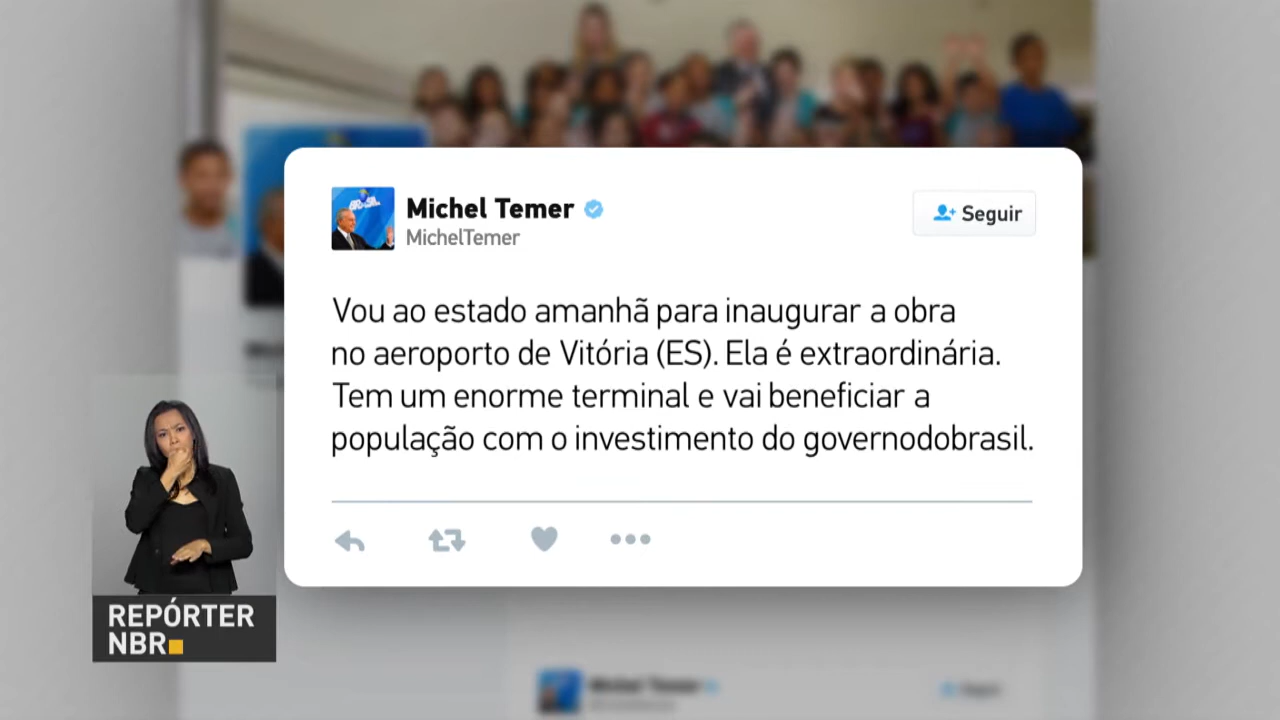 Michel Temer
MichelTemer
Seguir
Vou ao estado amanhã para inaugurar a obra
no aeroporto de Vitória (ES). Ela é extraordinária.
Tem um enorme terminal e vai beneficiar a
população com o investimento do governodobrasil.
REPÓRTER
NBR